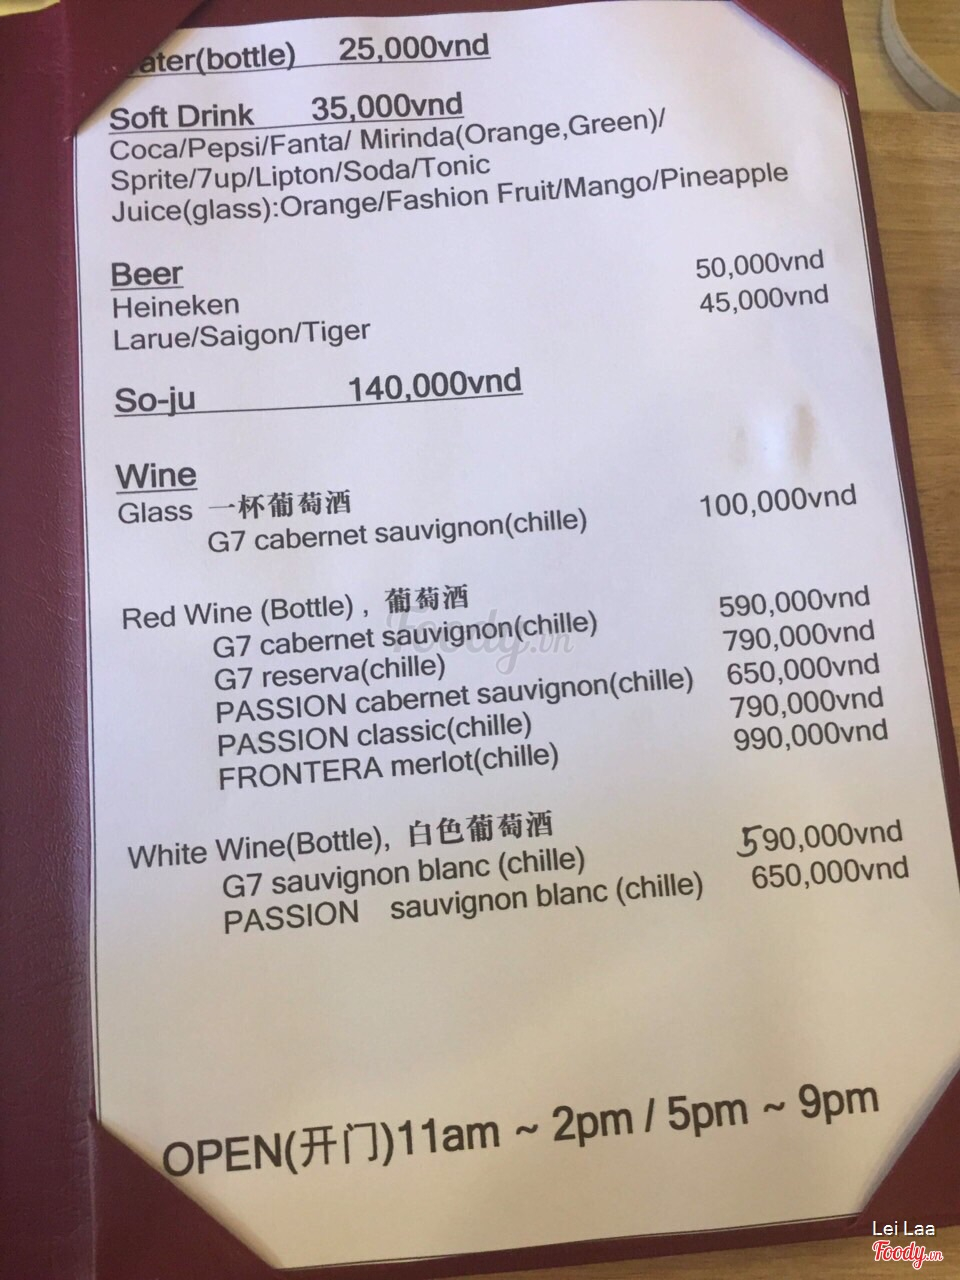 ater(bottle) 25,000vnd
Soft Drink 35,000vnd
Coca/Pepsi/Fanta/ Mirinda(Orange,Green)/
Sprite/7up/Lipton/Soda/Tonic
Juice(glass):Orange/Fashion Fruit/Mango/Pineapple
Beer
Heineken 50,000vnd
Larue/Saigon/Tiger 45,000vnd
So-ju 140,000vnd
Wine
Glass 一杯葡萄酒
G7 cabernet sauvignon(chille) 100,000vnd
Red Wine (Bottle) , 葡萄酒
G7 cabernet sauvignon(chille) 590,000vnd
G7 reserva(chille) 790,000vnd
PASSION cabernet sauvignon(chille) 650,000vnd
PASSION classic(chille) 790,000vnd
FRONTERA merlot(chille) 990,000vnd
White Wine(Bottle), 白色葡萄酒
G7 sauvignon blanc (chille) 590,000vnd
PASSION sauvignon blanc (chille) 650,000vnd
OPEN(开门)11am ~ 2pm / 5pm ~ 9pm
Foody.vn
Lei Laa
Foody.vn